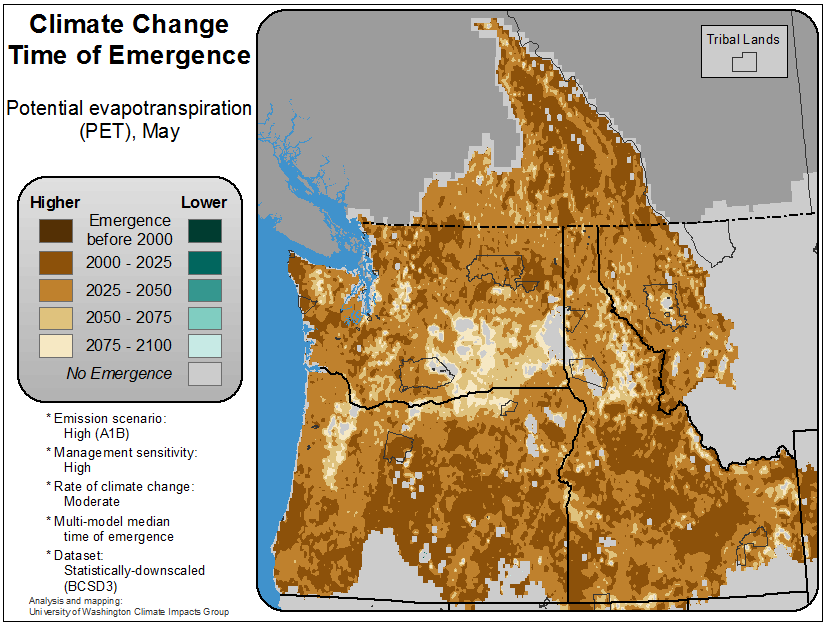 Climate Change
Time of Emergence
Potential evapotranspiration
(PET), May
Higher
Lower
Emergence
before 2000
2000 - 2025
2025 - 2050
2050 - 2075
2075 - 2100
No Emergence
* Emission scenario:
High (A1B)
* Management sensitivity:
High
* Rate of climate change:
Moderate
* Multi-model median
time of emergence
* Dataset:
Statistically-downscaled
(BCSD3)
Analysis and mapping:
University of Washington Climate Impacts Group
Tribal Lands